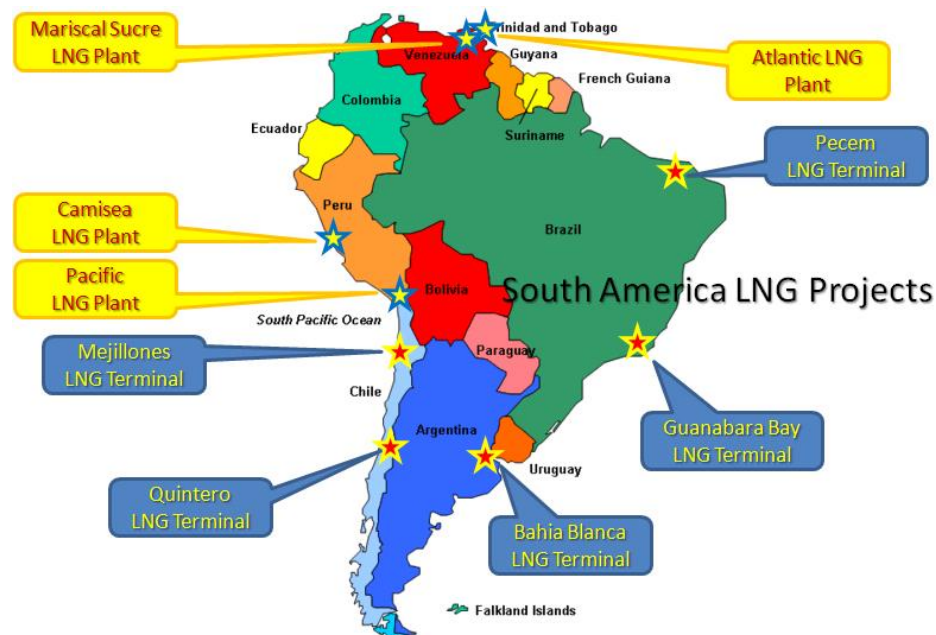 Mariscal Sucre
LNG Plant
Trinidad and Tobago
Venezuela
Guyana
Atlantic LNG
Plant
French Guiana
Colombia
Suriname
Ecuador
Pecem
LNG Terminal
Peru
Camisea
LNG Plant
Brazil
Pacific
LNG Plant
Bolivia
South America LNG Projects
South Pacific Ocean
Mejillones
LNG Terminal
Paraguay
Chile
Guanabara Bay
LNG Terminal
Argentina
Uruguay
Quintero
LNG Terminal
Bahia Blanca
LNG Terminal
Falkland Islands